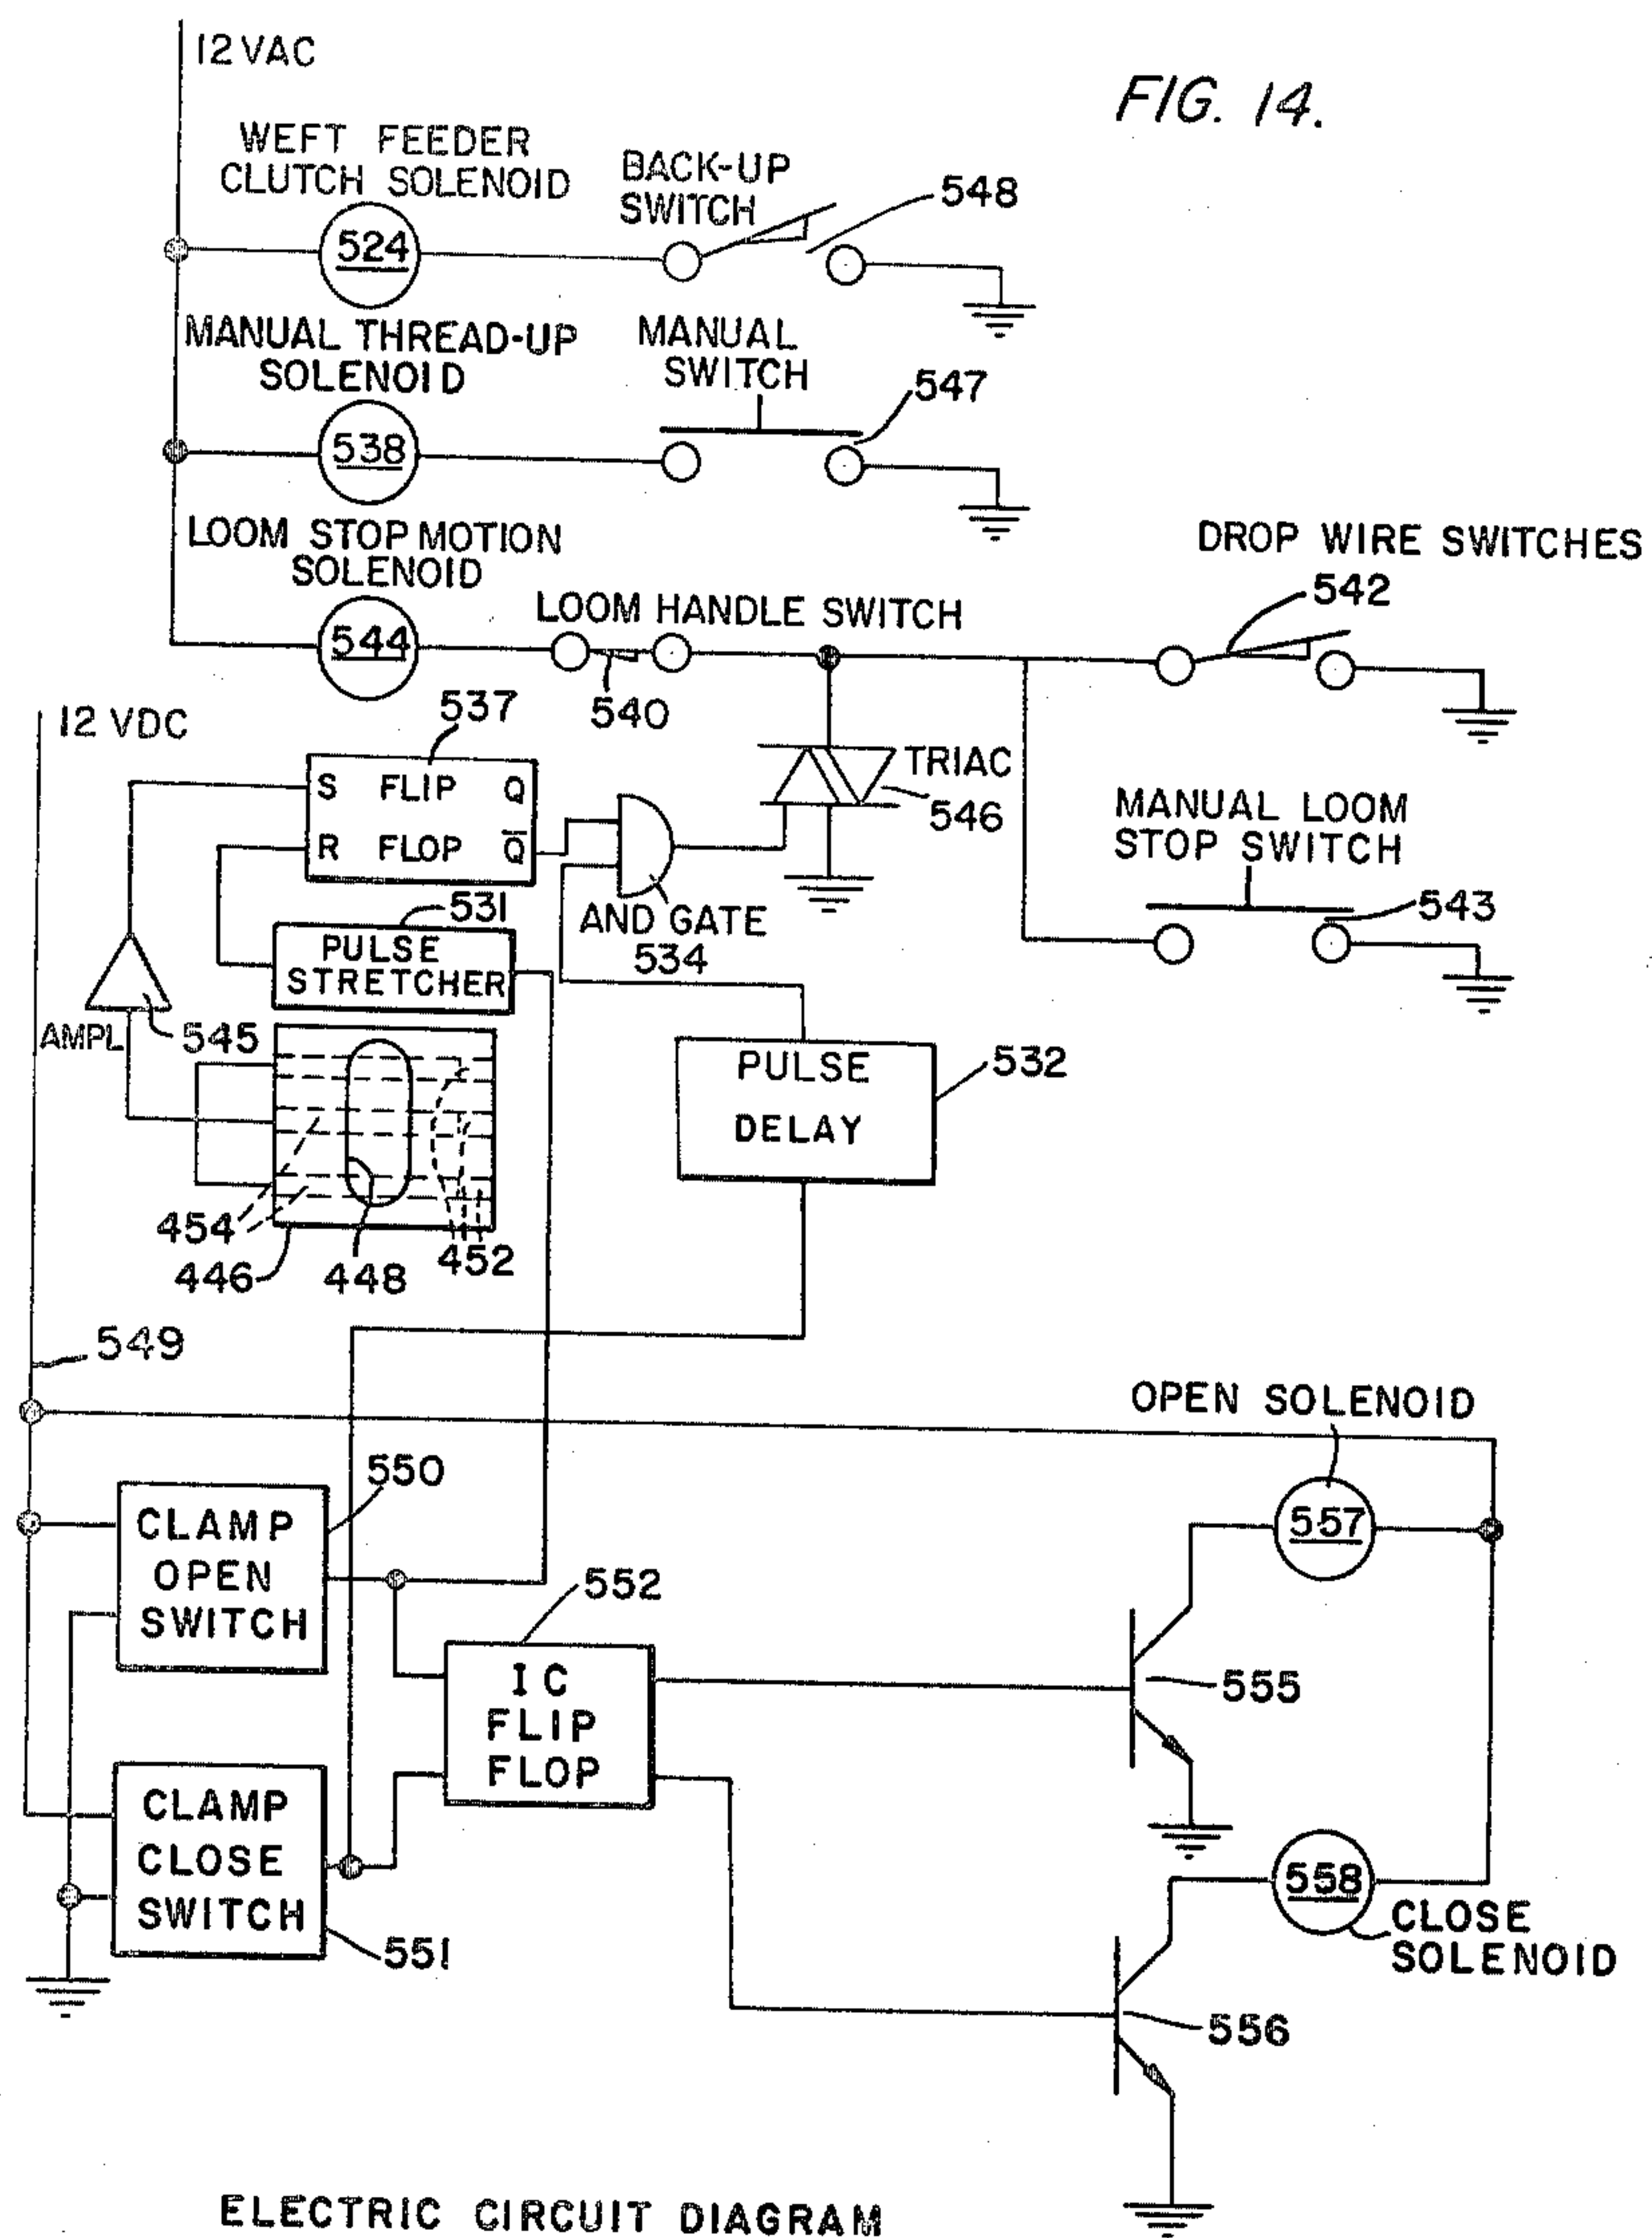 12 VAC
FIG. 14.
WEFT FEEDER
CLUTCH SOLENOID
BACK-UP
SWITCH
548
524
MANUAL THREAD-UP
SOLENOID
MANUAL
SWITCH
547
538
LOOM STOP MOTION
SOLENOID
DROP WIRE SWITCHES
542
LOOM HANDLE SWITCH
544
540
12 VDC
537
S FLIP Q
R FLOP Q̅
TRIAC
546
MANUAL LOOM
STOP SWITCH
543
531
AND GATE
534
PULSE
STRETCHER
AMPL
545
PULSE
DELAY
532
454
446
448
452
549
OPEN SOLENOID
550
CLAMP
OPEN
SWITCH
557
552
IC
FLIP
FLOP
555
CLAMP
CLOSE
SWITCH
551
558
CLOSE
SOLENOID
556
ELECTRIC CIRCUIT DIAGRAM